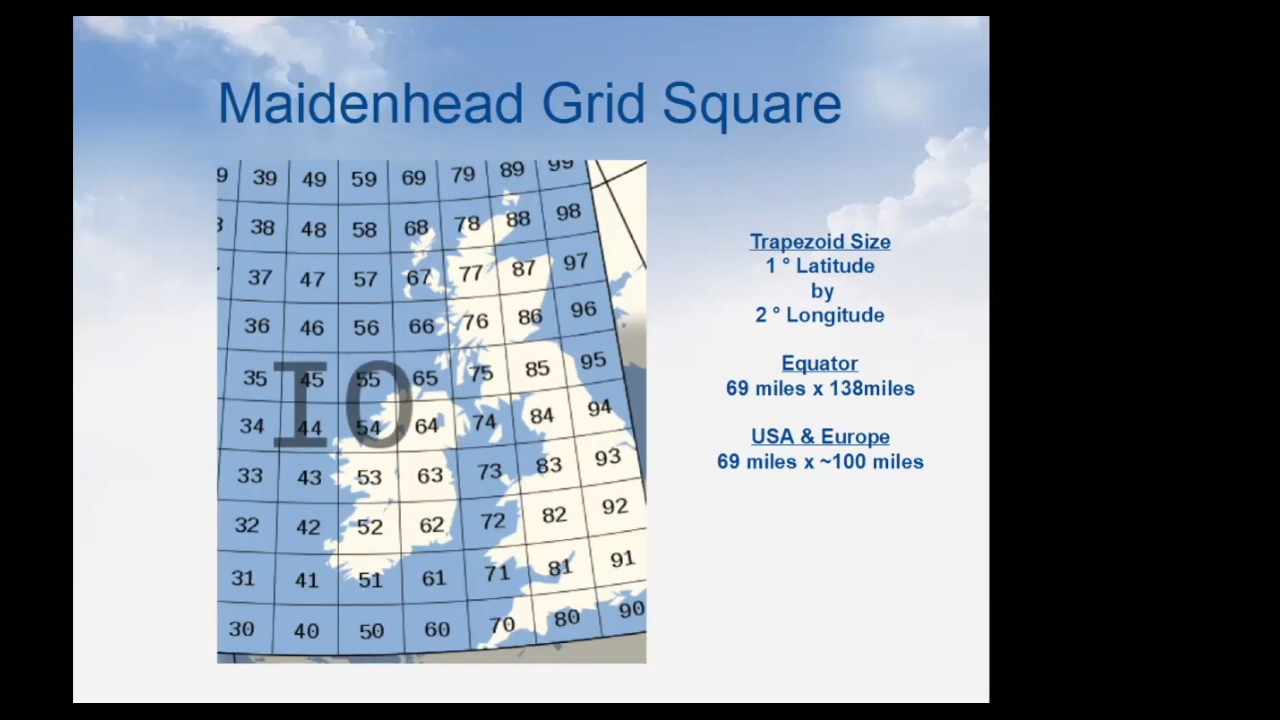 Maidenhead Grid Square
39 49 59 69 79 89 99
38 48 58 68 78 88 98
37 47 57 67 77 87 97
36 46 56 66 76 86 96
IO
35 45 55 65 75 85 95
34 44 54 64 74 84 94
33 43 53 63 73 83 93
32 42 52 62 72 82 92
31 41 51 61 71 81 91
30 40 50 60 70 80 90
Trapezoid Size
1 ° Latitude
by
2 ° Longitude
Equator
69 miles x 138miles
USA & Europe
69 miles x ~100 miles